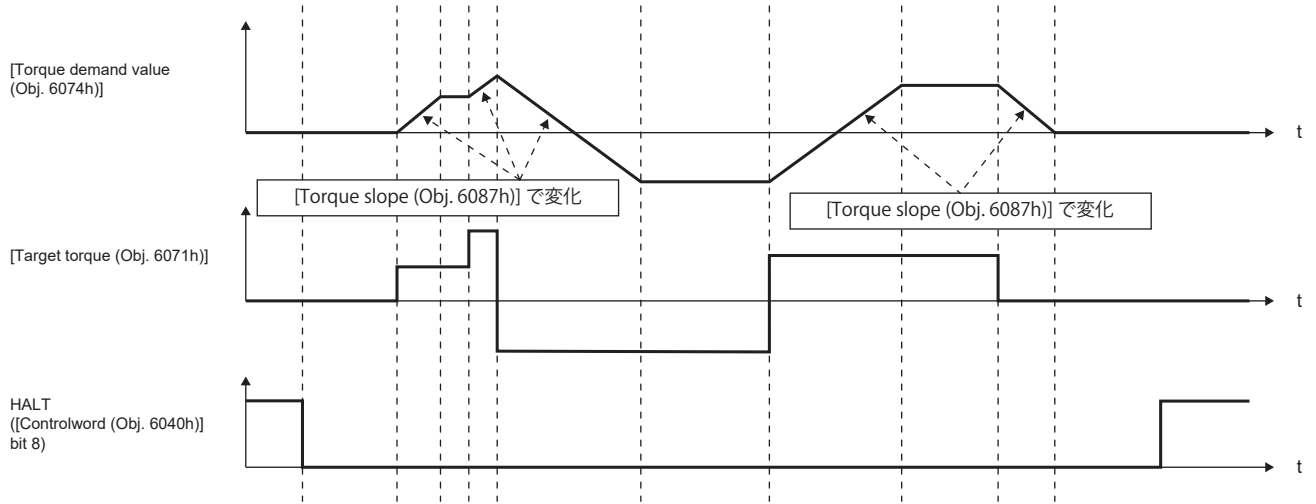 [Torque demand value
(Obj. 6074h)]
t
[Torque slope (Obj. 6087h)] で変化
[Torque slope (Obj. 6087h)] で変化
[Target torque (Obj. 6071h)]
t
HALT
([Controlword (Obj. 6040h)]
bit 8)
t